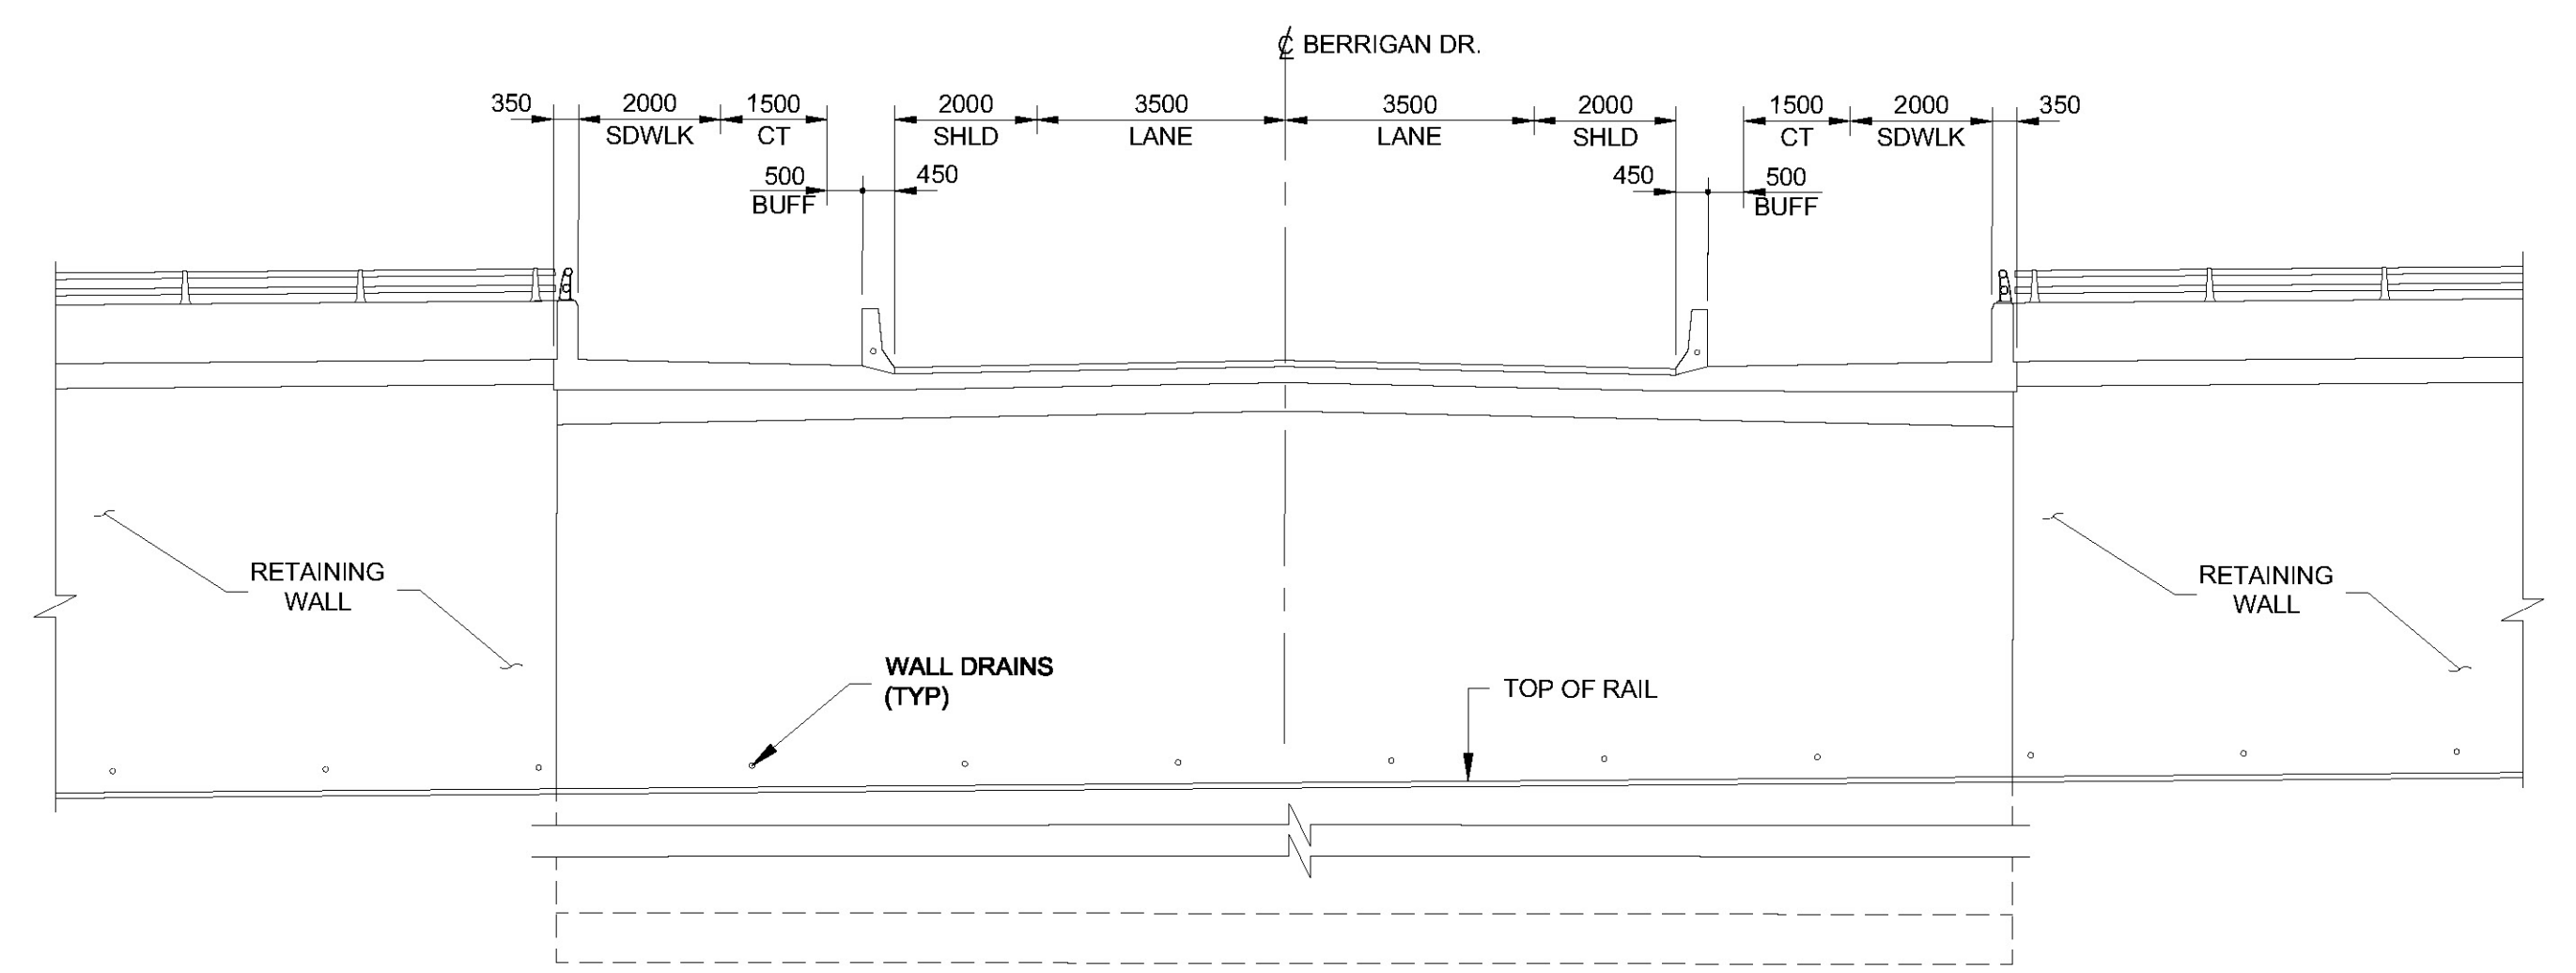 ℄ BERRIGAN DR.
350 2000 1500 2000 3500 3500 2000 1500 2000 350
SDWLK CT SHLD LANE LANE SHLD CT SDWLK
500 450 450 500
BUFF BUFF
RETAINING
WALL
RETAINING
WALL
WALL DRAINS
(TYP)
TOP OF RAIL